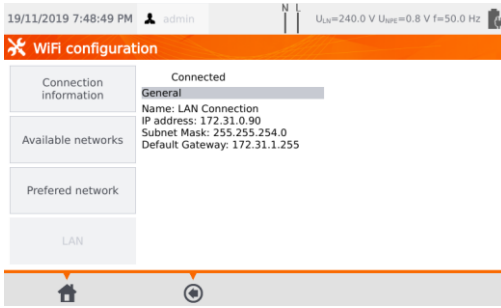 19/11/2019 7:48:49 PM admin N L ULN=240.0 V UNPE=0.8 V f=50.0 Hz
WiFi configuration
Connection
information
Available networks
Prefered network
LAN
Connected
General
Name: LAN Connection
IP address: 172.31.0.90
Subnet Mask: 255.255.254.0
Default Gateway: 172.31.1.255